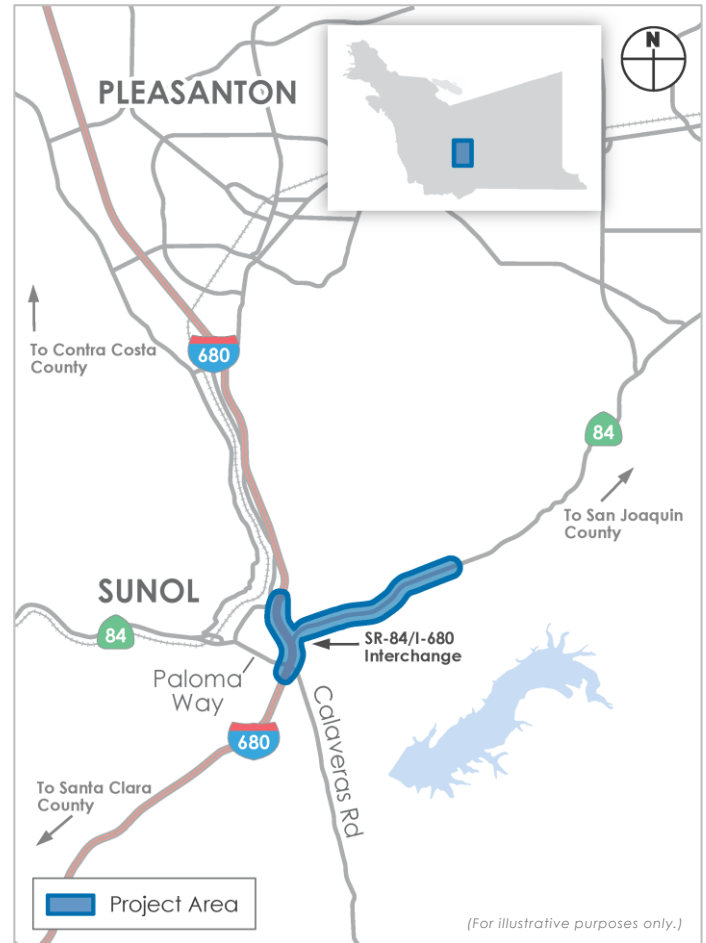 N
PLEASANTON
To Contra Costa
County
680
84
To San Joaquin
County
SUNOL
84
SR-84/I-680
Interchange
Paloma
Way
680
Calaveras Rd
To Santa Clara
County
Project Area
(For illustrative purposes only.)